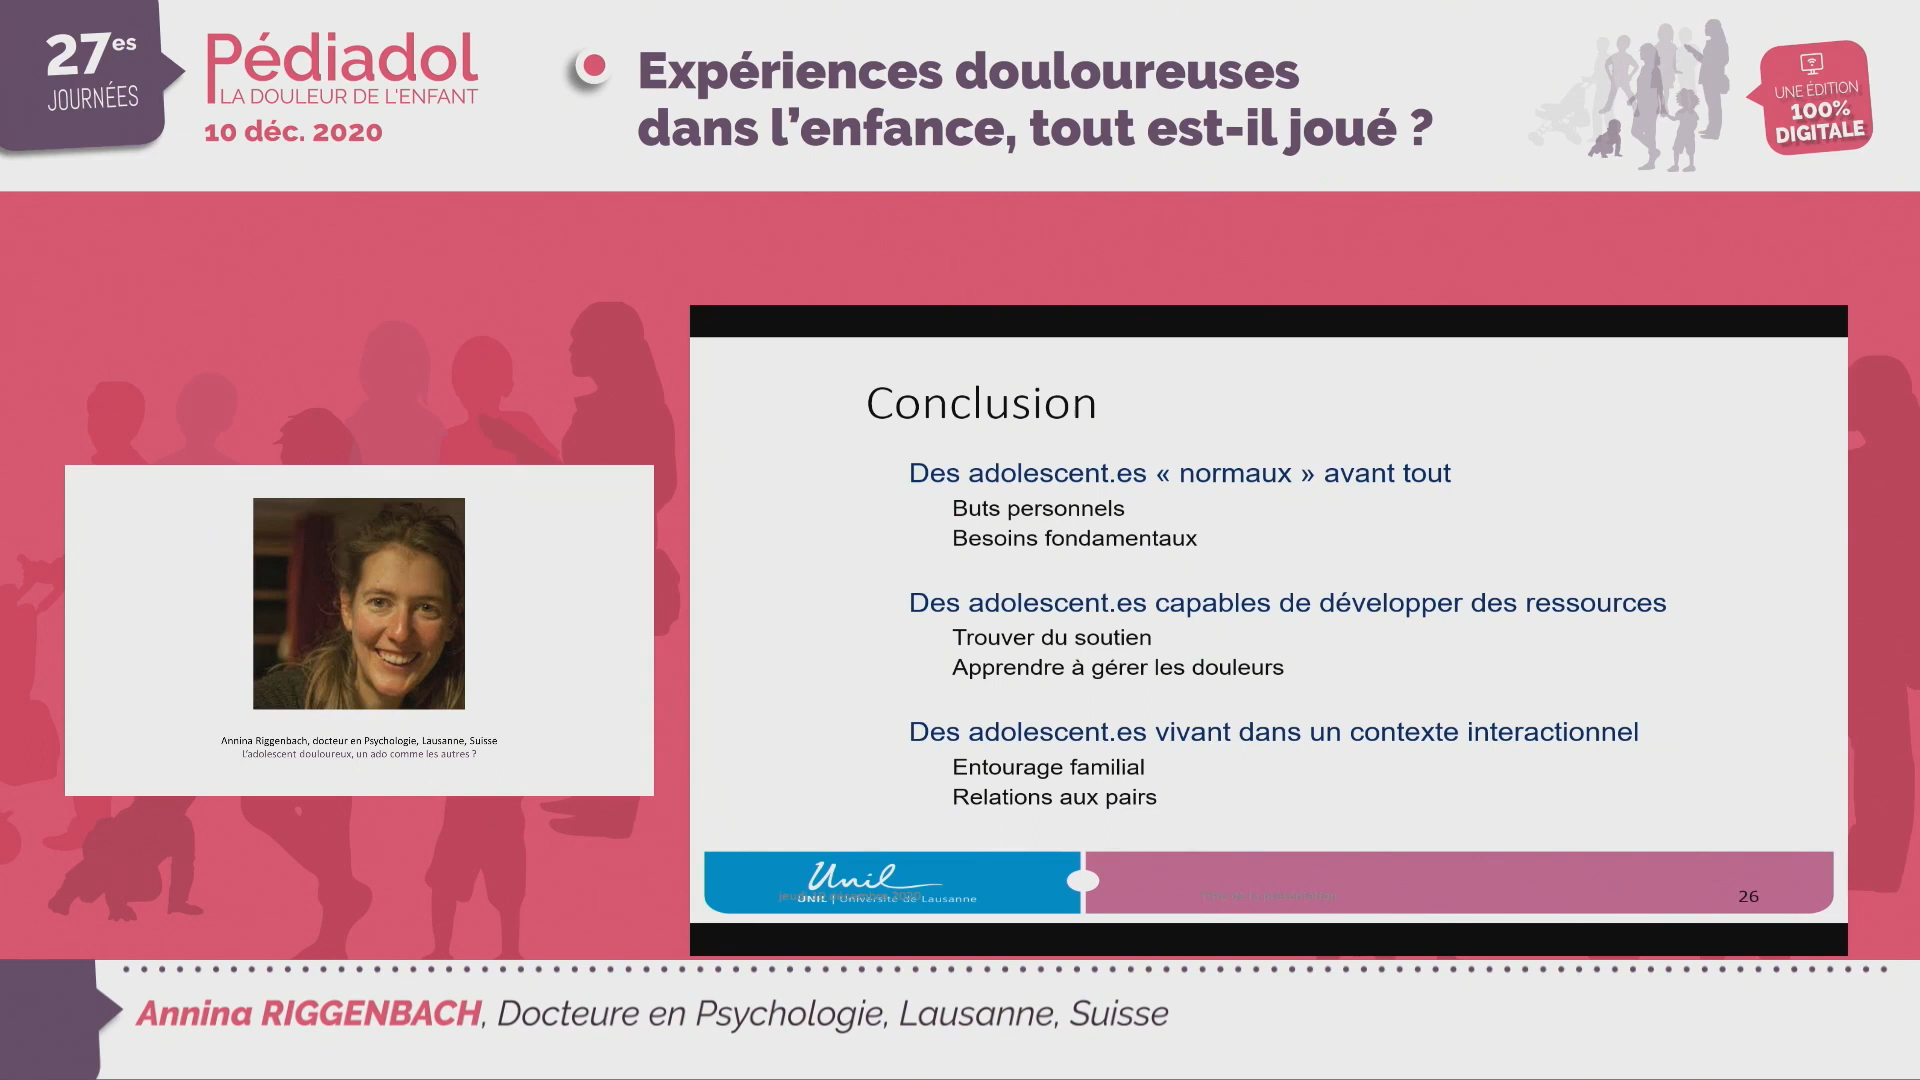 27es
JOURNÉES
Pédiadol
LA DOULEUR DE L'ENFANT
10 déc. 2020
Expériences douloureuses
dans l'enfance, tout est-il joué ?
UNE ÉDITION
100%
DIGITALE
Annina Riggenbach, docteur en Psychologie, Lausanne, Suisse
L'adolescent douloureux, un ado comme les autres ?
Conclusion
Des adolescent.es « normaux » avant tout
Buts personnels
Besoins fondamentaux
Des adolescent.es capables de développer des ressources
Trouver du soutien
Apprendre à gérer les douleurs
Des adolescent.es vivant dans un contexte interactionnel
Entourage familial
Relations aux pairs
Unil
UNIL | Université de Lausanne
26
Annina RIGGENBACH, Docteure en Psychologie, Lausanne, Suisse